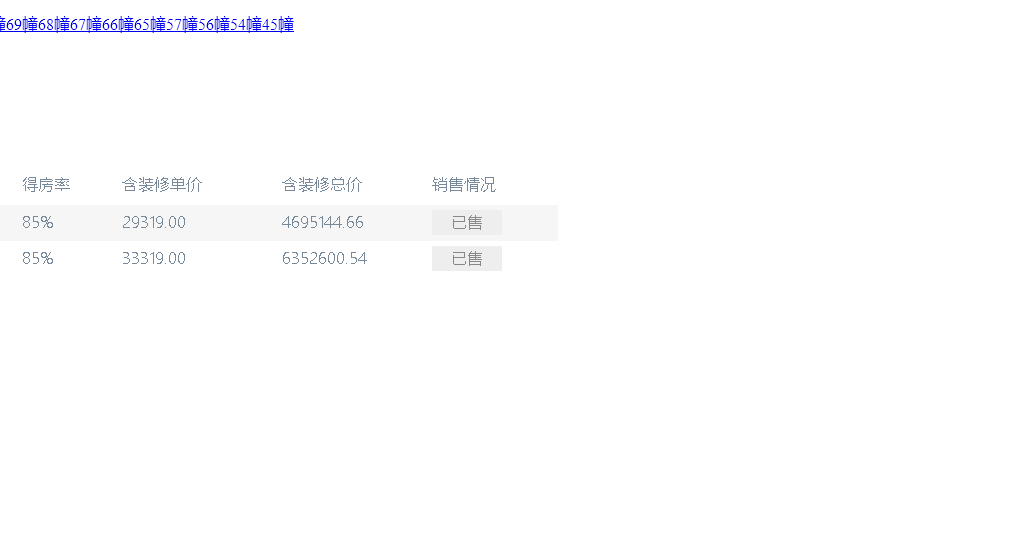 69幢68幢67幢66幢65幢57幢56幢54幢45幢
得房率 含装修单价 含装修总价 销售情况
85% 29319.00 4695144.66 已售
85% 33319.00 6352600.54 已售